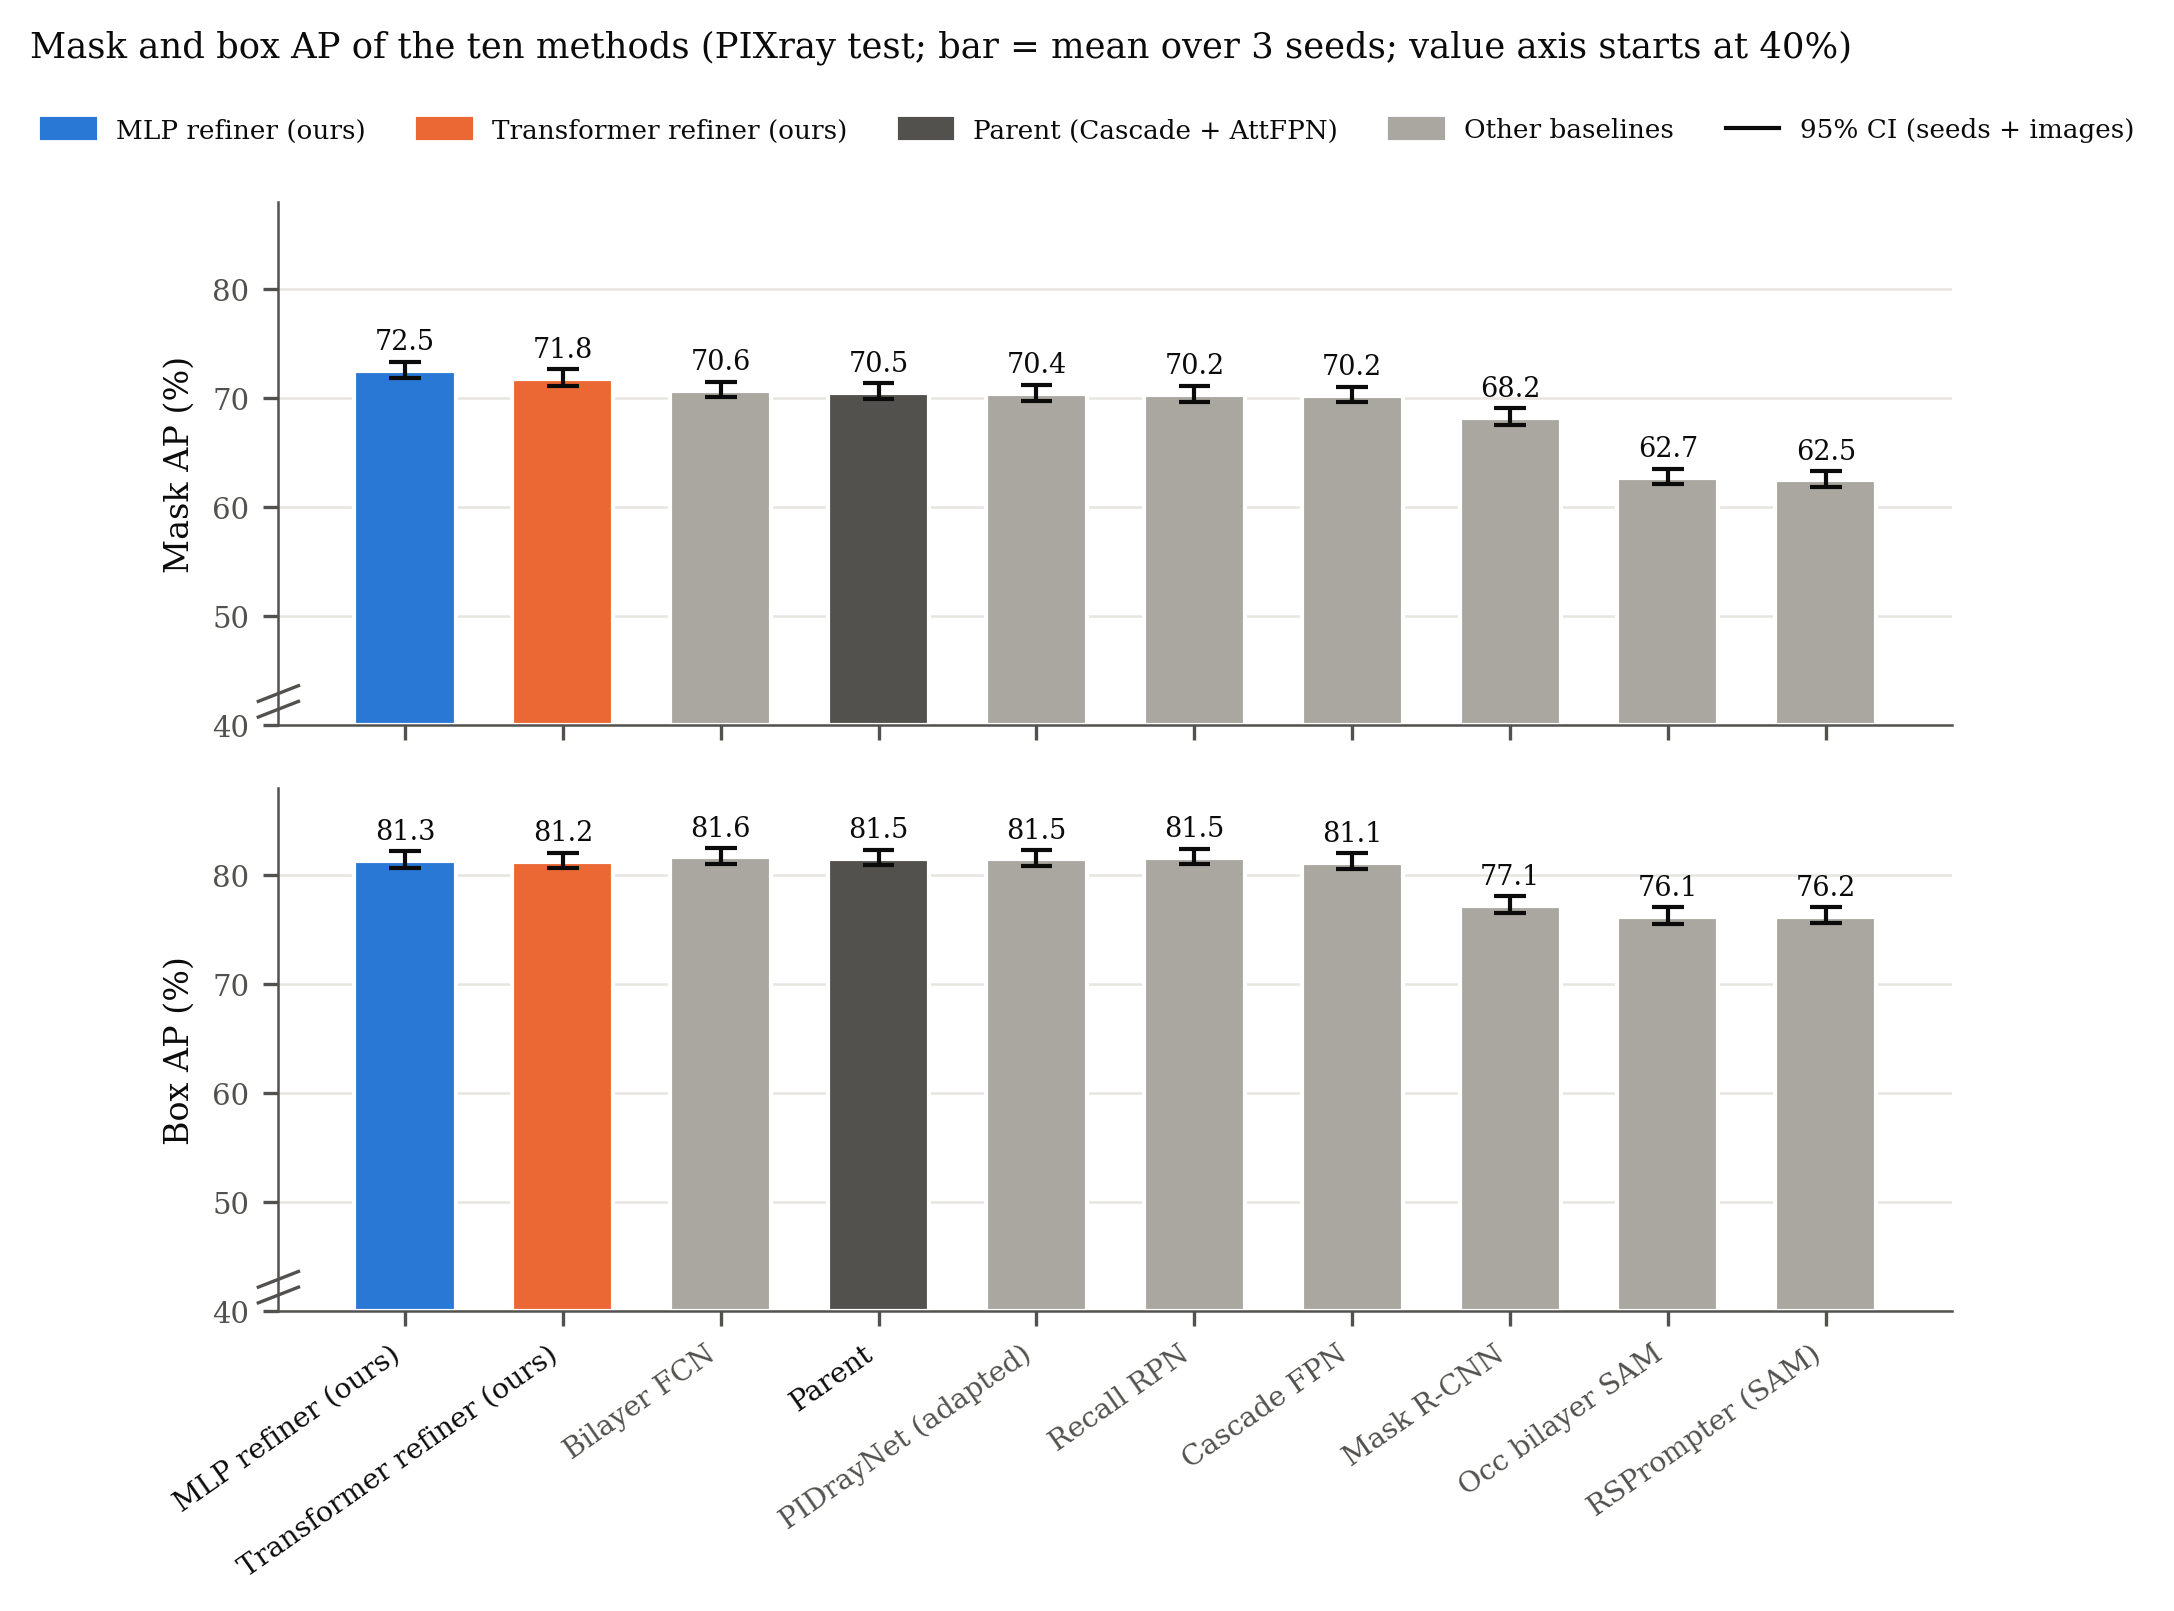 Mask and box AP of the ten methods (PIXray test; bar = mean over 3 seeds; value axis starts at 40%)
MLP refiner (ours)
Transformer refiner (ours)
Parent (Cascade + AttFPN)
Other baselines
95% CI (seeds + images)
Mask AP (%)
80
70
60
50
40
72.5
71.8
70.6
70.5
70.4
70.2
70.2
68.2
62.7
62.5
Box AP (%)
80
70
60
50
40
81.3
81.2
81.6
81.5
81.5
81.5
81.1
77.1
76.1
76.2
MLP refiner (ours)
Transformer refiner (ours)
Bilayer FCN
Parent
PIDrayNet (adapted)
Recall RPN
Cascade FPN
Mask R-CNN
Occ bilayer SAM
RSPrompter (SAM)